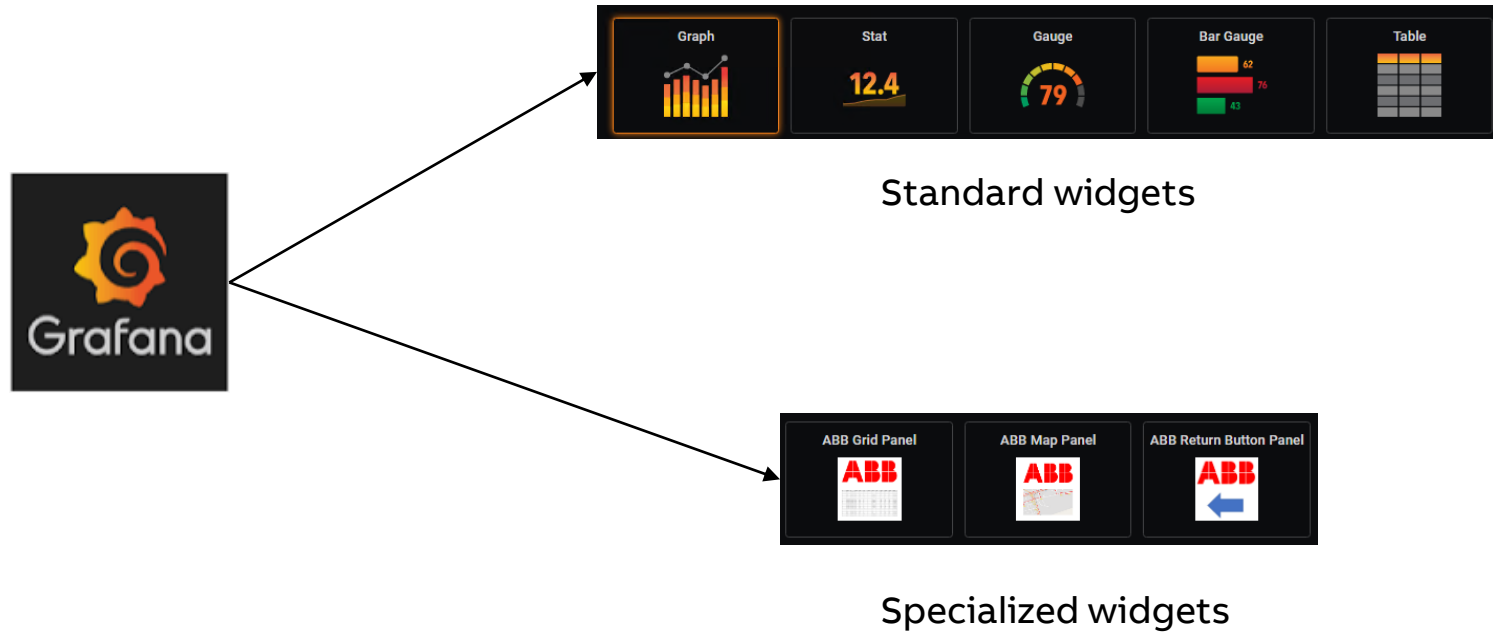 Graph
Stat
Gauge
Bar Gauge
Table
12.4
79
62
76
43
Standard widgets
Grafana
ABB Grid Panel
ABB Map Panel
ABB Return Button Panel
ABB
ABB
ABB
Specialized widgets